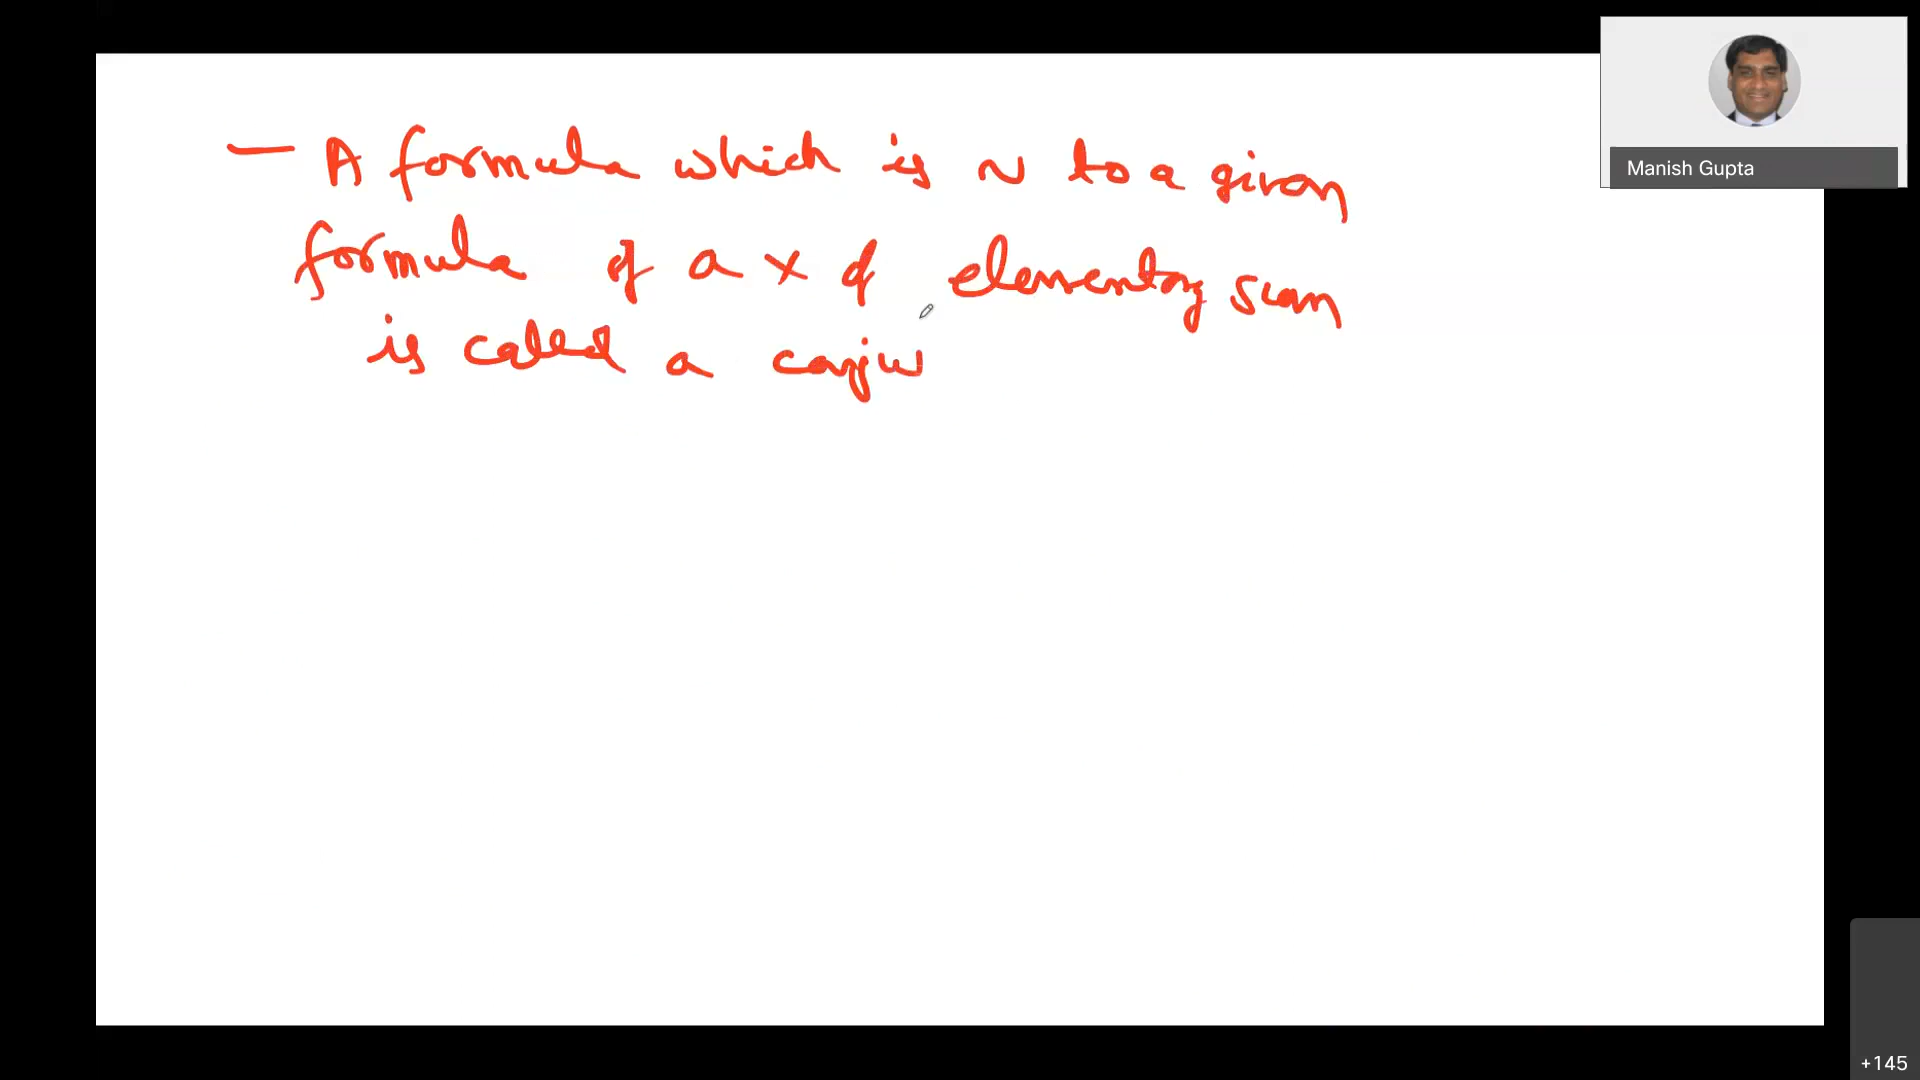 Manish Gupta
— A formula which is ~ to a given
formula of a x of elementary sum
is called a conju
+145